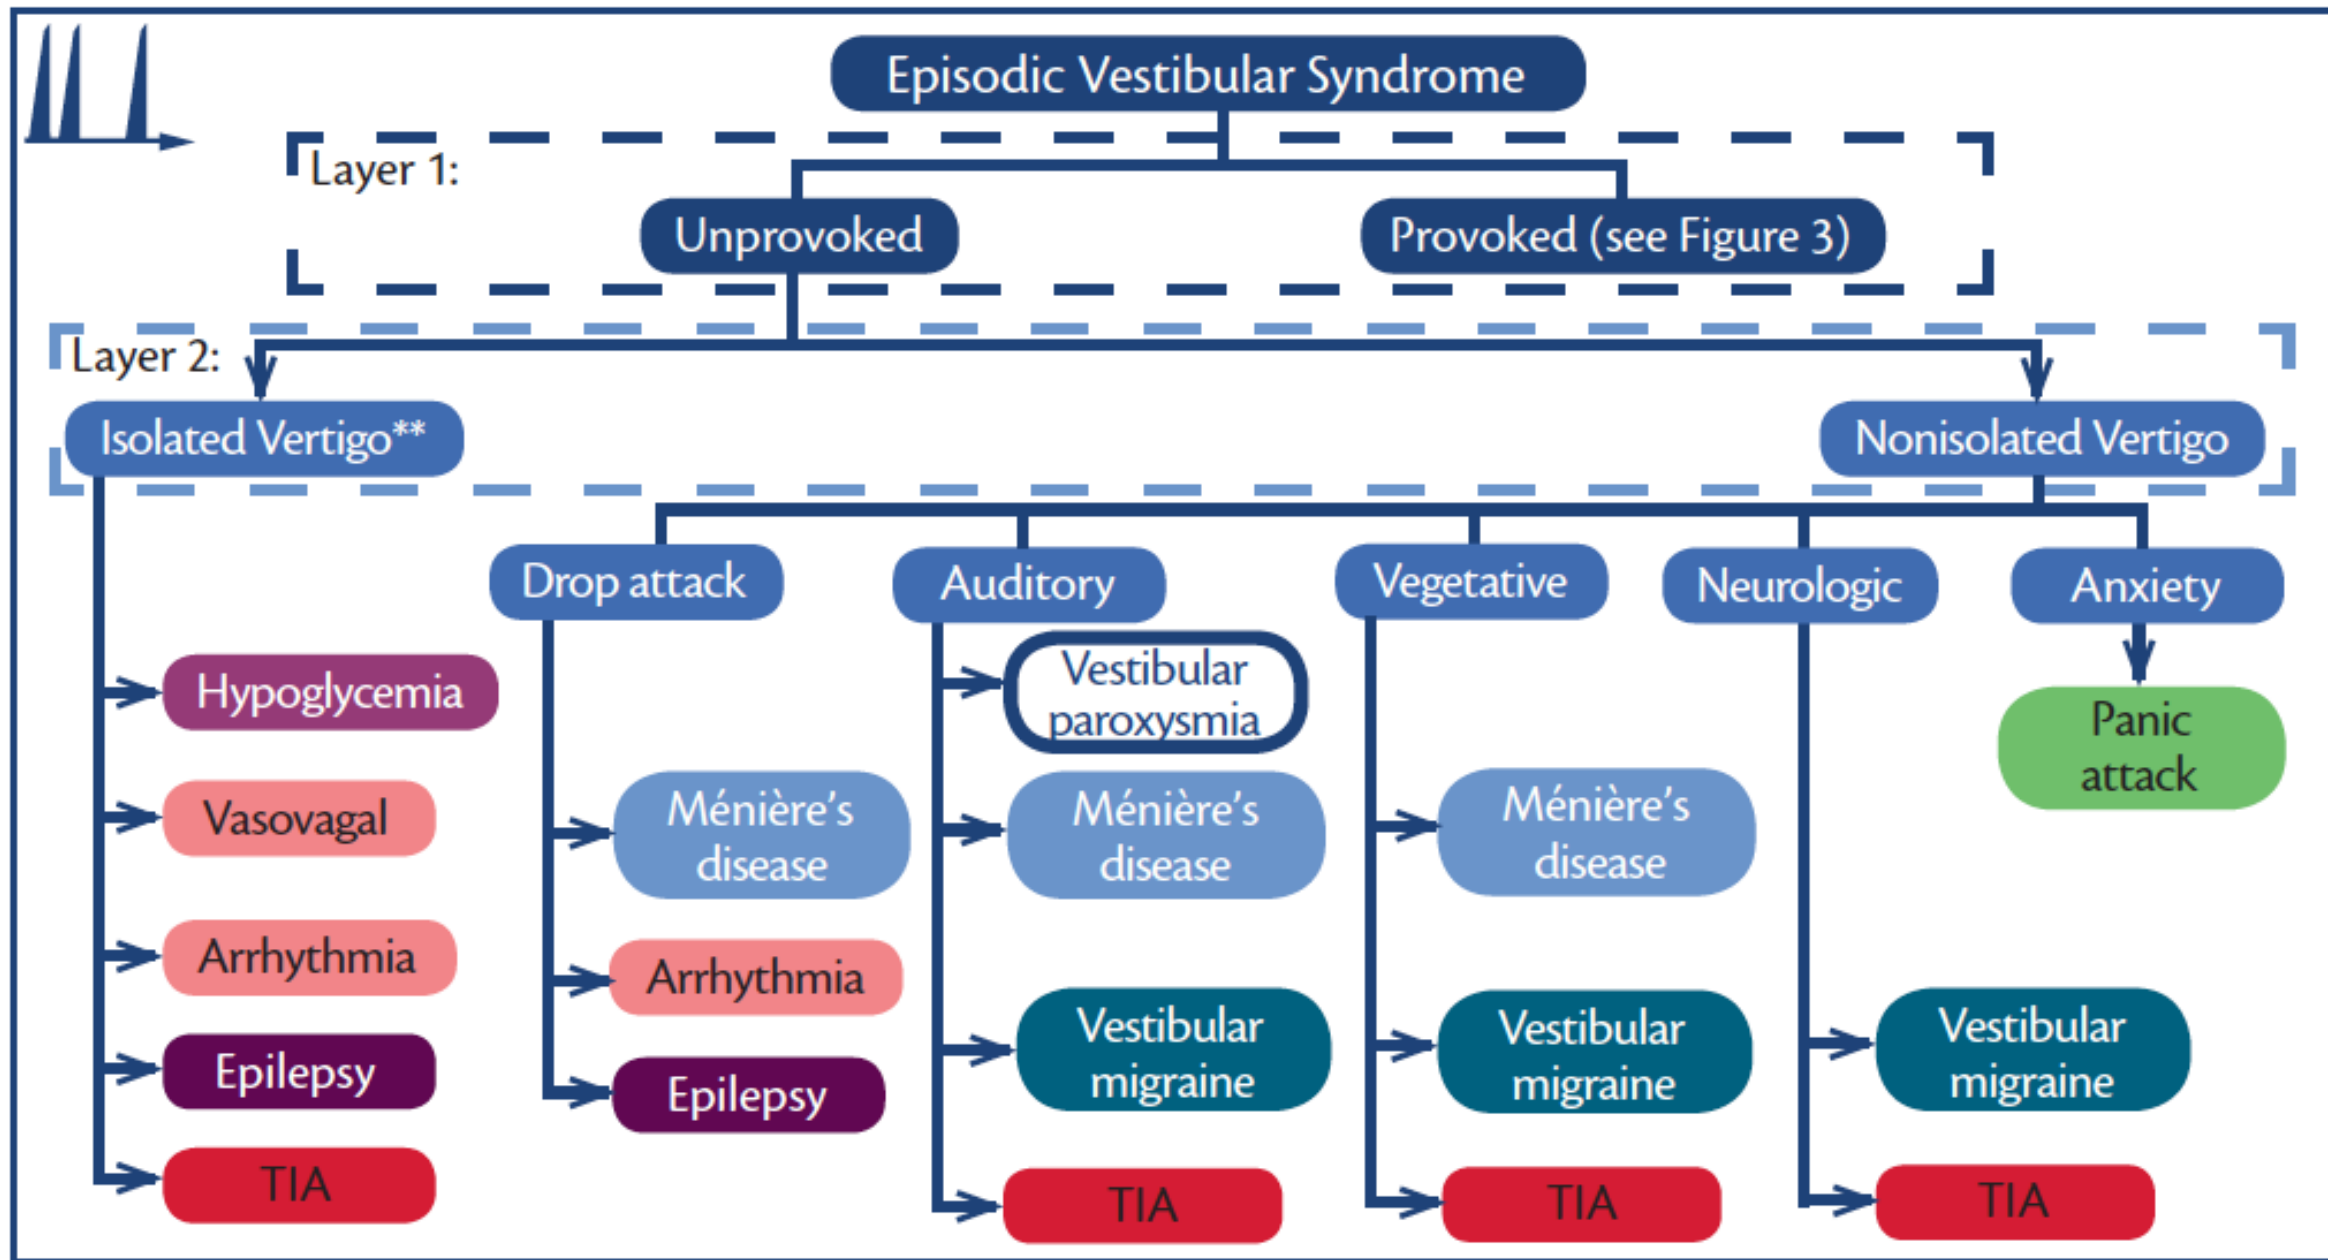 Episodic Vestibular Syndrome
Layer 1:
Unprovoked
Provoked (see Figure 3)
Layer 2:
Isolated Vertigo**
Nonisolated Vertigo
Drop attack
Auditory
Vegetative
Neurologic
Anxiety
Hypoglycemia
Vasovagal
Arrhythmia
Epilepsy
TIA
Ménière's
disease
Arrhythmia
Epilepsy
Vestibular
paroxysmia
Ménière's
disease
Vestibular
migraine
TIA
Ménière's
disease
Vestibular
migraine
TIA
Vestibular
migraine
TIA
Panic
attack